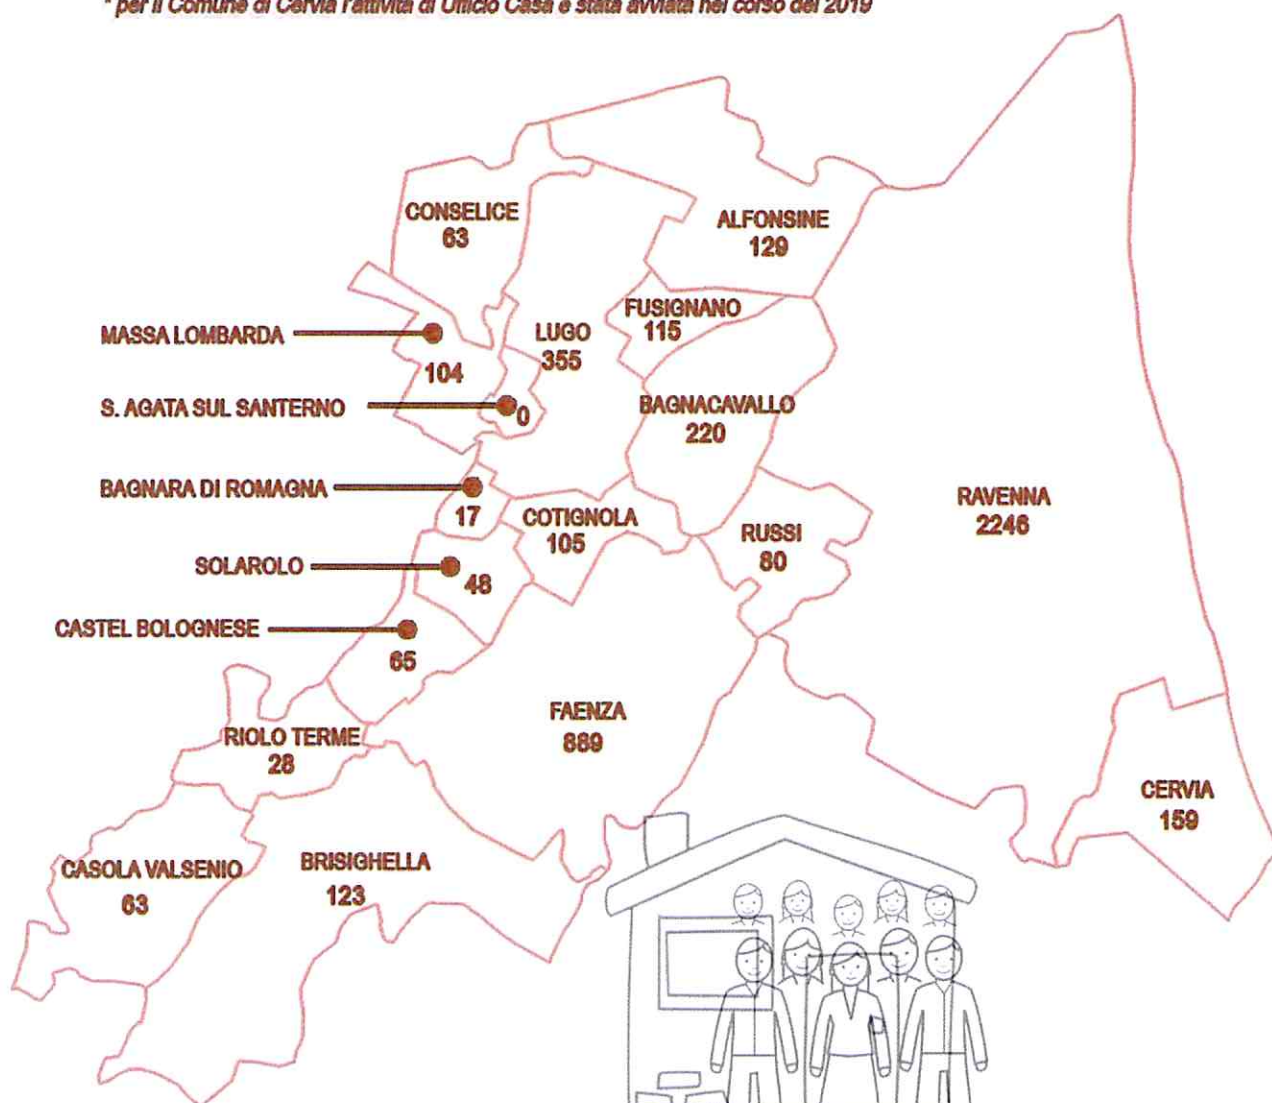 * per il Comune di Cervia l'attività di Ufficio Casa è stata avviata nel corso del 2019
CONSELICE
63
ALFONSINE
129
FUSIGNANO
115
MASSA LOMBARDA
104
LUGO
355
S. AGATA SUL SANTERNO
0
BAGNACAVALLO
220
BAGNARA DI ROMAGNA
17
COTIGNOLA
105
RUSSI
80
RAVENNA
2246
SOLAROLO
48
CASTEL BOLOGNESE
65
FAENZA
889
RIOLO TERME
28
CERVIA
159
CASOLA VALSENIO
63
BRISIGHELLA
123